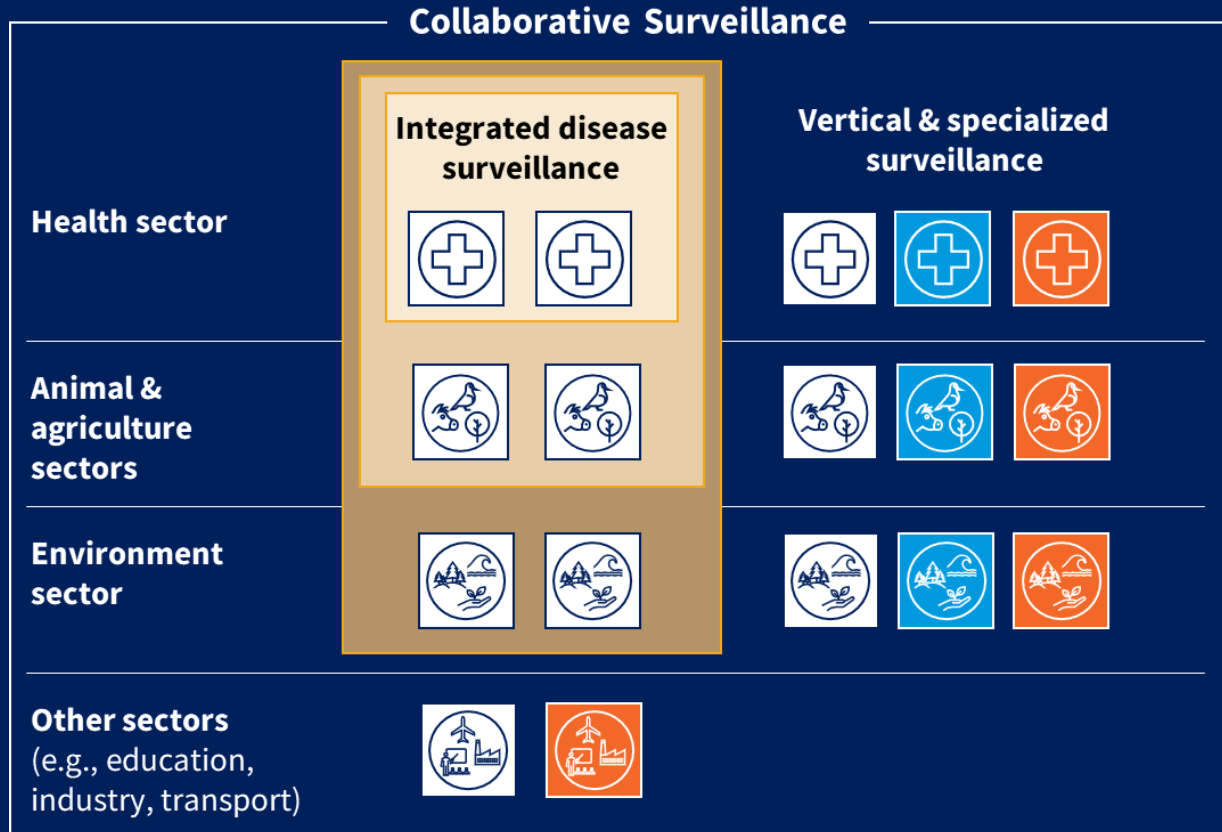 Collaborative Surveillance
Integrated disease
surveillance
Vertical & specialized
surveillance
Health sector
Animal &
agriculture
sectors
Environment
sector
Other sectors
(e.g., education,
industry, transport)